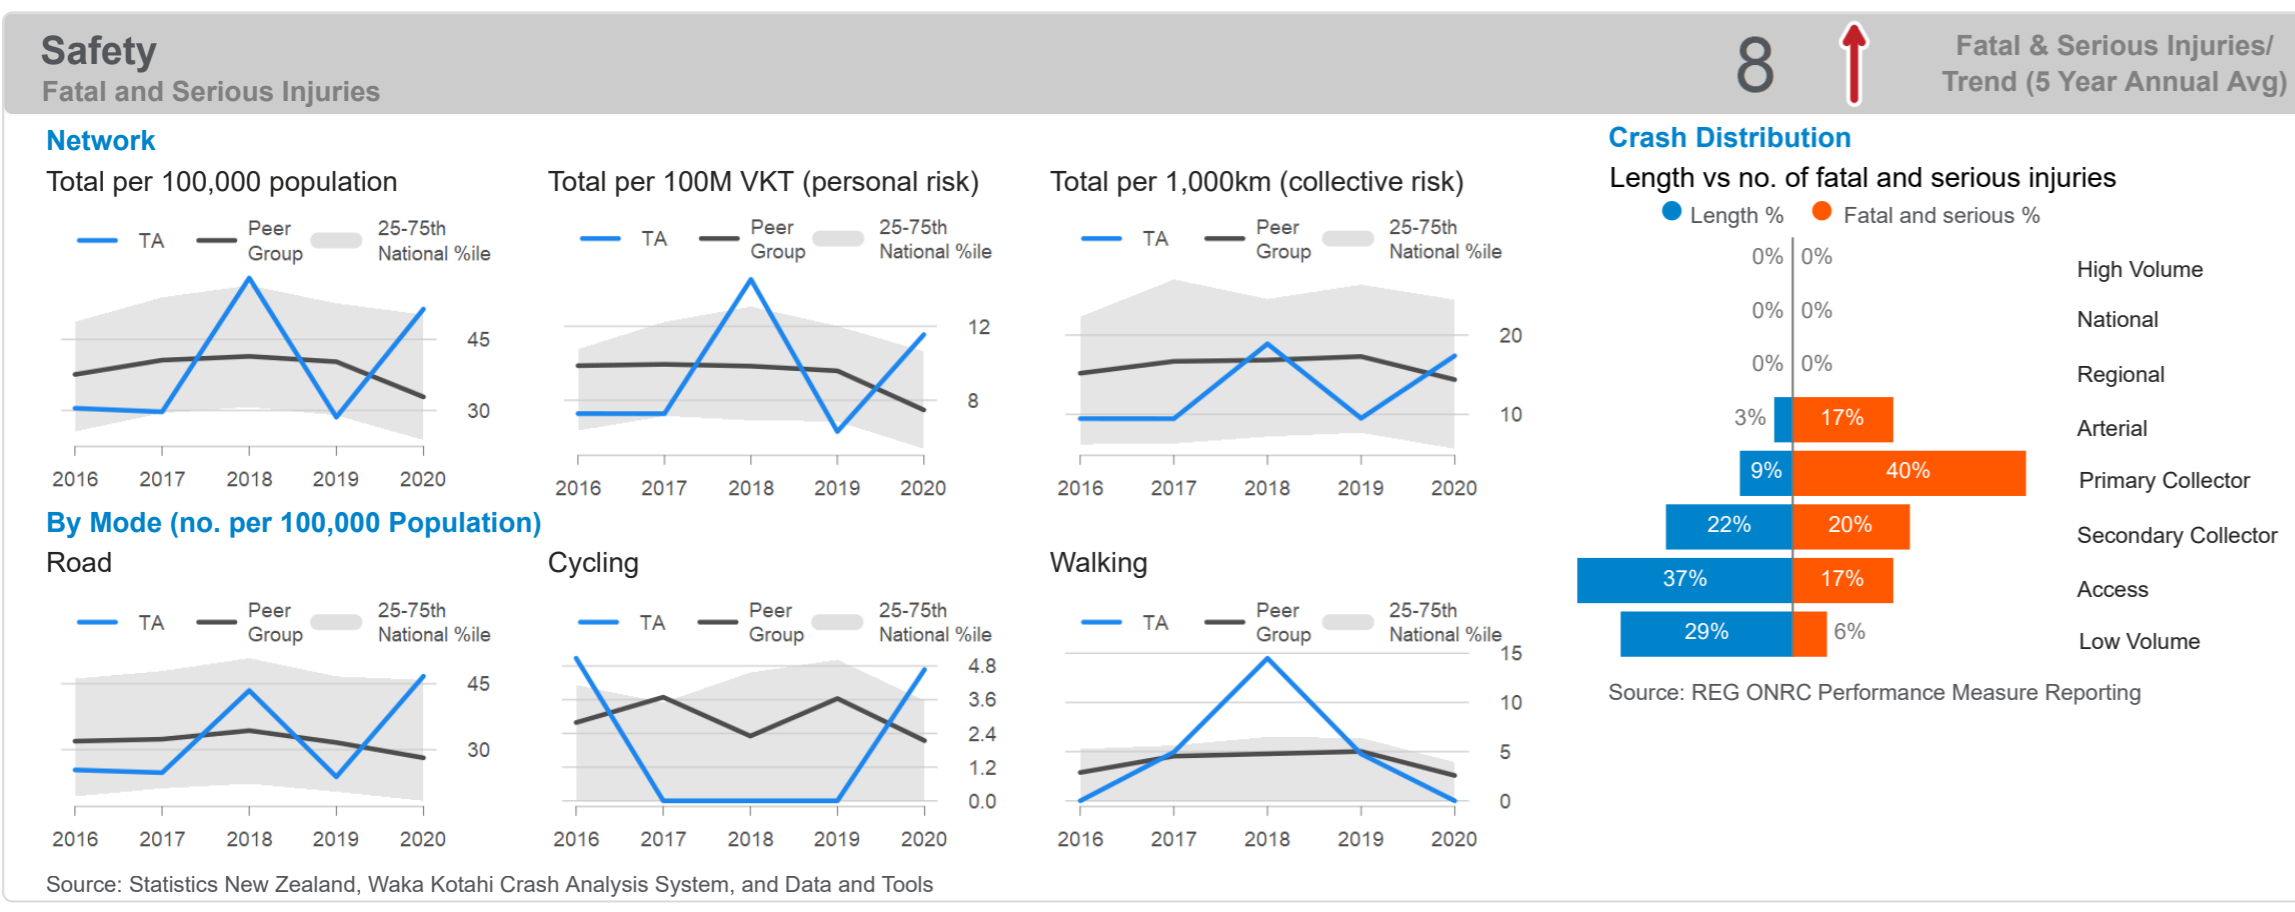 Safety
Fatal and Serious Injuries
8
Fatal & Serious Injuries/
Trend (5 Year Annual Avg)
Network
Total per 100,000 population
TA
Peer
Group
25-75th
National %ile
45
30
2016 2017 2018 2019 2020
Total per 100M VKT (personal risk)
TA
Peer
Group
25-75th
National %ile
12
8
2016 2017 2018 2019 2020
Total per 1,000km (collective risk)
TA
Peer
Group
25-75th
National %ile
20
10
2016 2017 2018 2019 2020
By Mode (no. per 100,000 Population)
Road
TA
Peer
Group
25-75th
National %ile
45
30
2016 2017 2018 2019 2020
Cycling
TA
Peer
Group
25-75th
National %ile
4.8
3.6
2.4
1.2
0.0
2016 2017 2018 2019 2020
Walking
TA
Peer
Group
25-75th
National %ile
15
10
5
0
2016 2017 2018 2019 2020
Source: Statistics New Zealand, Waka Kotahi Crash Analysis System, and Data and Tools
Crash Distribution
Length vs no. of fatal and serious injuries
Length % Fatal and serious %
0% 0% High Volume
0% 0% National
0% 0% Regional
3% 17% Arterial
9% 40% Primary Collector
22% 20% Secondary Collector
37% 17% Access
29% 6% Low Volume
Source: REG ONRC Performance Measure Reporting